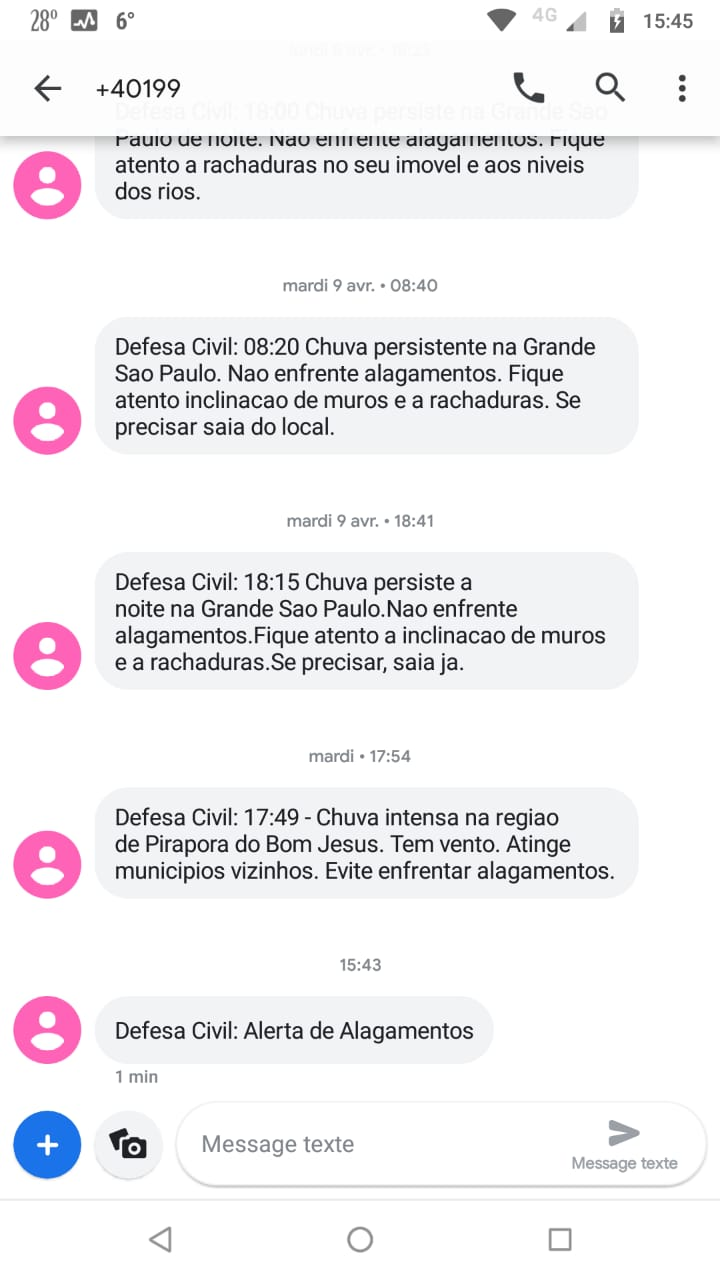 28° 6° 4G 15:45
lundi 8 avr. • 18:23
+40199
Defesa Civil: 18:00 Chuva persiste na Grande Sao
Paulo de noite. Nao enfrente alagamentos. Fique
atento a rachaduras no seu imovel e aos niveis
dos rios.
mardi 9 avr. • 08:40
Defesa Civil: 08:20 Chuva persistente na Grande
Sao Paulo. Nao enfrente alagamentos. Fique
atento inclinacao de muros e a rachaduras. Se
precisar saia do local.
mardi 9 avr. • 18:41
Defesa Civil: 18:15 Chuva persiste a
noite na Grande Sao Paulo.Nao enfrente
alagamentos.Fique atento a inclinacao de muros
e a rachaduras.Se precisar, saia ja.
mardi • 17:54
Defesa Civil: 17:49 - Chuva intensa na regiao
de Pirapora do Bom Jesus. Tem vento. Atinge
municipios vizinhos. Evite enfrentar alagamentos.
15:43
Defesa Civil: Alerta de Alagamentos
1 min
Message texte
Message texte